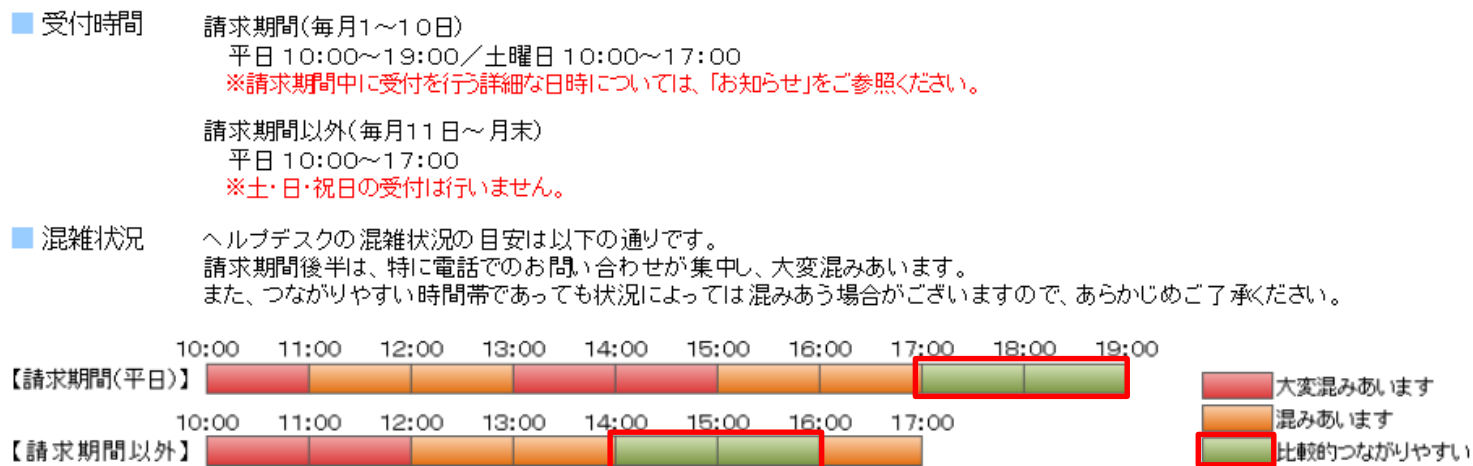 ■ 受付時間　請求期間(毎月1～10日)
平日10:00～19:00／土曜日10:00～17:00
※請求期間中に受付を行う詳細な日時については、「お知らせ」をご参照ください。
請求期間以外(毎月11日～月末)
平日10:00～17:00
※土・日・祝日の受付は行いません。
■ 混雑状況　ヘルプデスクの混雑状況の目安は以下の通りです。
請求期間後半は、特に電話でのお問い合わせが集中し、大変混みあいます。
また、つながりやすい時間帯であっても状況によっては混みあう場合がございますので、あらかじめご了承ください。
10:00 11:00 12:00 13:00 14:00 15:00 16:00 17:00 18:00 19:00
【請求期間(平日)】
大変混みあいます
10:00 11:00 12:00 13:00 14:00 15:00 16:00 17:00
混みあいます
【請求期間以外】
比較的つながりやすい